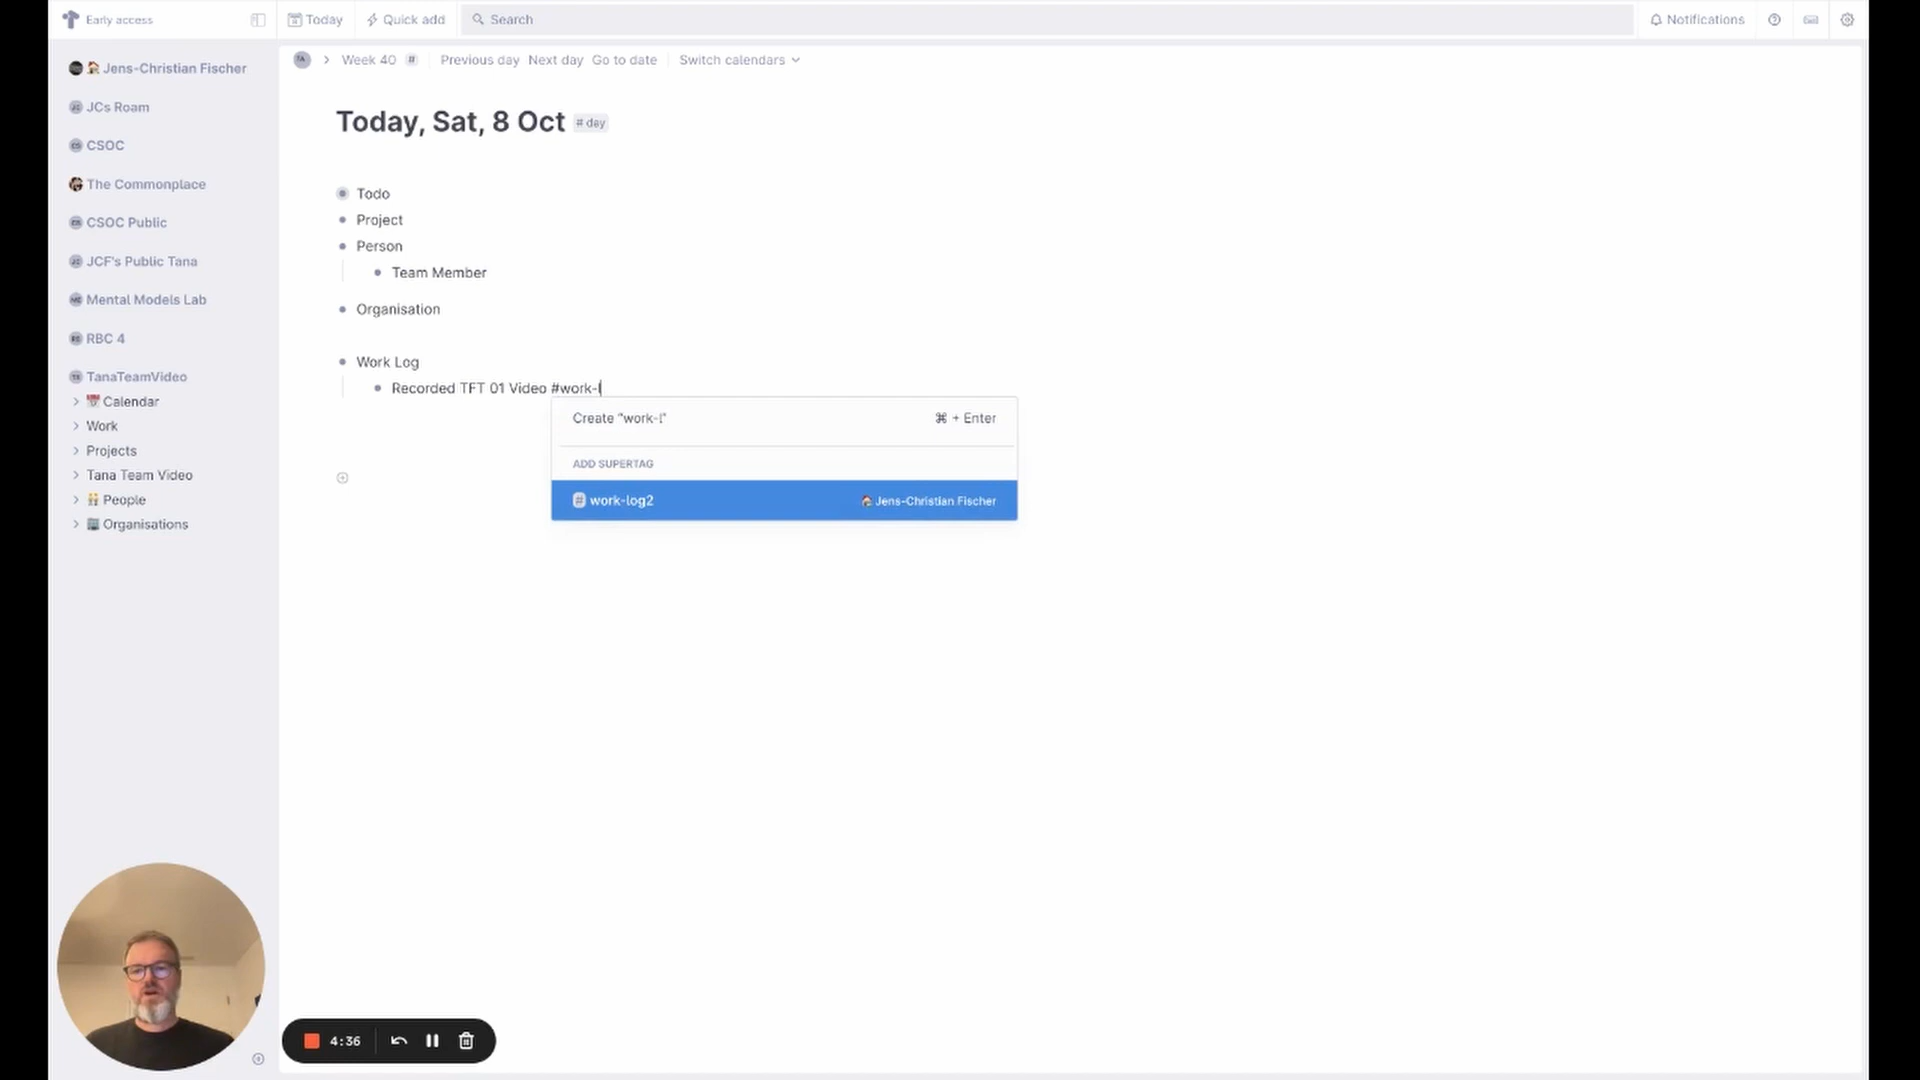 Early access
Today
Quick add
Search
Notifications
Jens-Christian Fischer
JCs Roam
CSOC
The Commonplace
CSOC Public
JCF's Public Tana
Mental Models Lab
RBC 4
TanaTeamVideo
Calendar
Work
Projects
Tana Team Video
People
Organisations
Week 40 #
Previous day Next day Go to date
Switch calendars
Today, Sat, 8 Oct # day
Todo
Project
Person
Team Member
Organisation
Work Log
Recorded TFT 01 Video #work-l
Create "work-l" ⌘ + Enter
ADD SUPERTAG
# work-log2 Jens-Christian Fischer
4:36